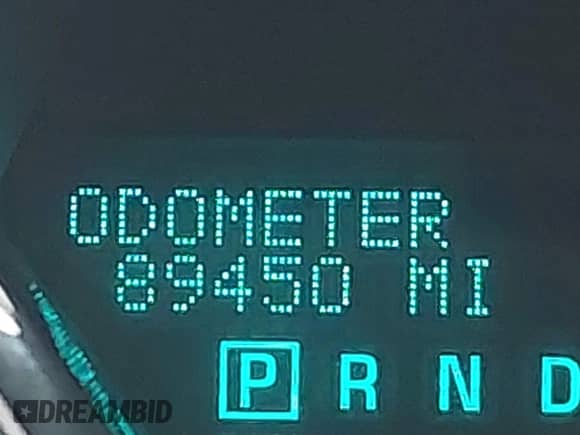 ODOMETER
89450 MI
P R N D
DREAMBID